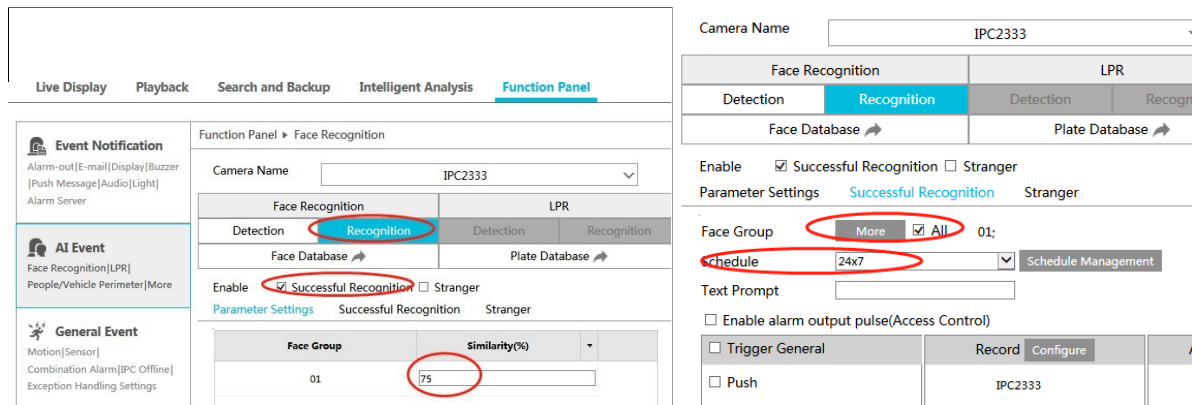 Live Display Playback Search and Backup Intelligent Analysis Function Panel
Event Notification
Alarm-out|E-mail|Display|Buzzer
|Push Message|Audio|Light|
Alarm Server
AI Event
Face Recognition|LPR|
People/Vehicle Perimeter|More
General Event
Motion|Sensor|
Combination Alarm|IPC Offline|
Exception Handling Settings
Function Panel ▸ Face Recognition
Camera Name IPC2333
Face Recognition LPR
Detection Recognition Detection Recognition
Face Database Plate Database
Enable Successful Recognition Stranger
Parameter Settings Successful Recognition Stranger
Face Group Similarity(%)
01 75
Camera Name IPC2333
Face Recognition LPR
Detection Recognition Detection Recogn
Face Database Plate Database
Enable Successful Recognition Stranger
Parameter Settings Successful Recognition Stranger
Face Group More All 01;
Schedule 24x7 Schedule Management
Text Prompt
Enable alarm output pulse(Access Control)
Trigger General Record Configure
Push IPC2333